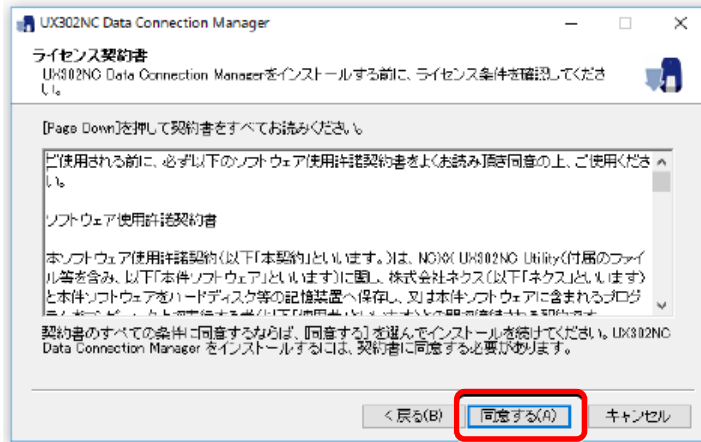 UX302NC Data Connection Manager
ライセンス契約書
UX302NC Data Connection Managerをインストールする前に、ライセンス条件を確認してくださ
い。
[Page Down]を押して契約書をすべてお読みください。
ご使用される前に、必ず以下のソフトウェア使用許諾契約書をよくお読み頂き同意の上、ご使用くださ
い。
ソフトウェア使用許諾契約書
本ソフトウェア使用許諾契約(以下「本契約」といいます。)は、NCXX UX302NC Utility(付属のファイ
ル等を含み、以下「本件ソフトウェア」といいます)に関し、株式会社ネクス(以下「ネクス」といいます)
と本件ソフトウェアをハードディスク等の記憶装置へ保存し、又は本件ソフトウェアに含まれるプログ
契約書のすべての条件に同意するならば、[同意する] を選んでインストールを続けてください。UX302NC
Data Connection Manager をインストールするには、契約書に同意する必要があります。
< 戻る(B)
同意する(A)
キャンセル